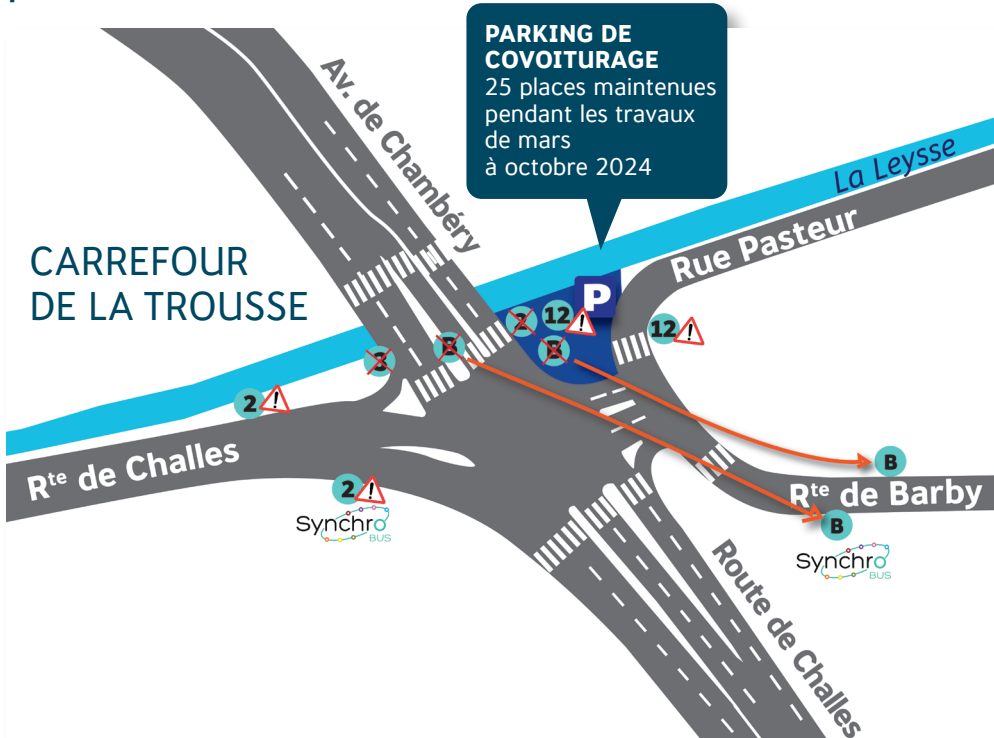 PARKING DE
COVOITURAGE
25 places maintenues
pendant les travaux
de mars
à octobre 2024
Av. de Chambéry
La Leysse
Rue Pasteur
CARREFOUR
DE LA TROUSSE
P
2
12
!
B
12
!
B
3
2
!
Rte de Challes
2
!
Synchro
BUS
B
Rte de Barby
B
Synchro
BUS
Route de Challes